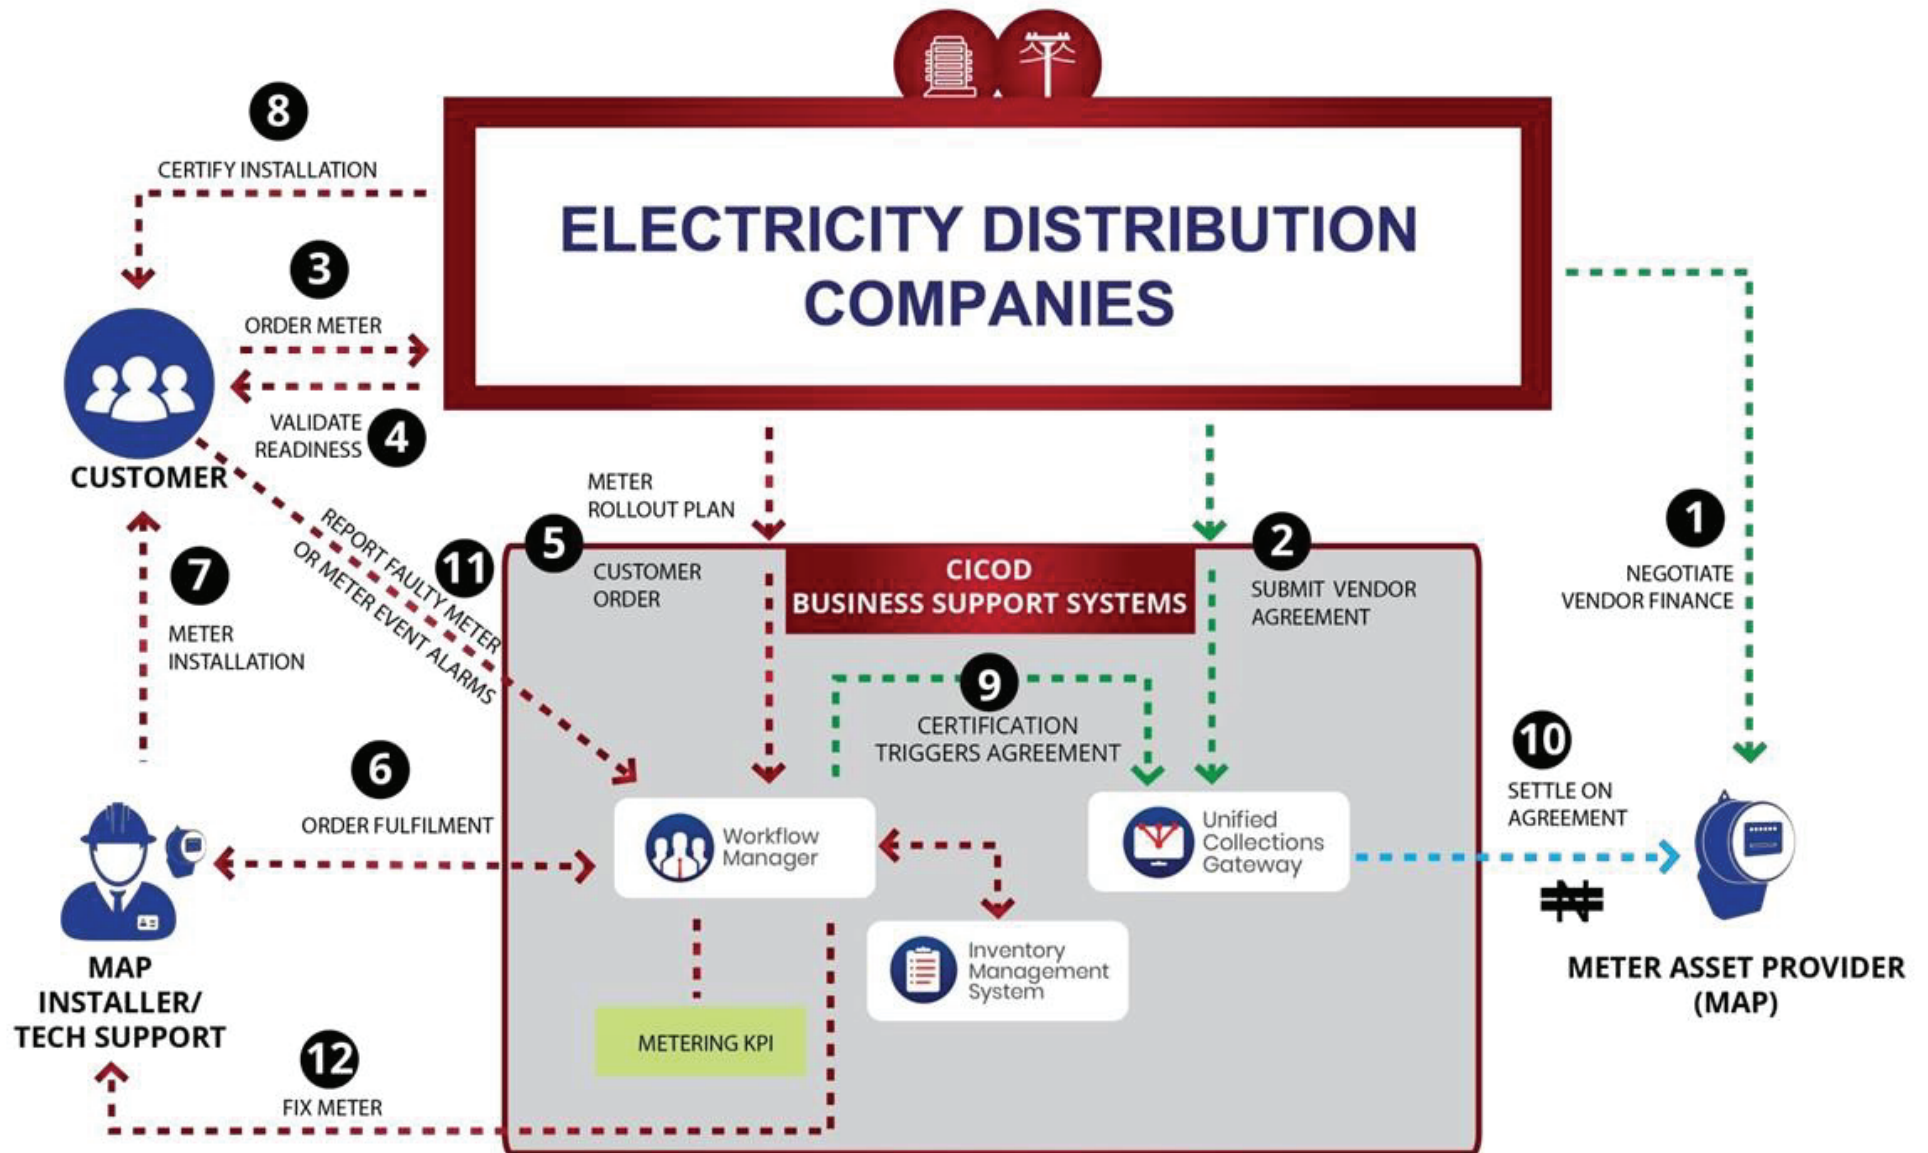 8
CERTIFY INSTALLATION
ELECTRICITY DISTRIBUTION
COMPANIES
3
ORDER METER
VALIDATE
READINESS
4
CUSTOMER
METER
ROLLOUT PLAN
1
NEGOTIATE
VENDOR FINANCE
REPORT FAULTY METER
OR METER EVENT ALARMS
11
5
CUSTOMER
ORDER
CICOD
BUSINESS SUPPORT SYSTEMS
2
SUBMIT VENDOR
AGREEMENT
7
METER
INSTALLATION
9
CERTIFICATION
TRIGGERS AGREEMENT
6
ORDER FULFILMENT
10
SETTLE ON
AGREEMENT
Workflow
Manager
Unified
Collections
Gateway
₦
Inventory
Management
System
MAP
INSTALLER/
TECH SUPPORT
METER ASSET PROVIDER
(MAP)
METERING KPI
12
FIX METER